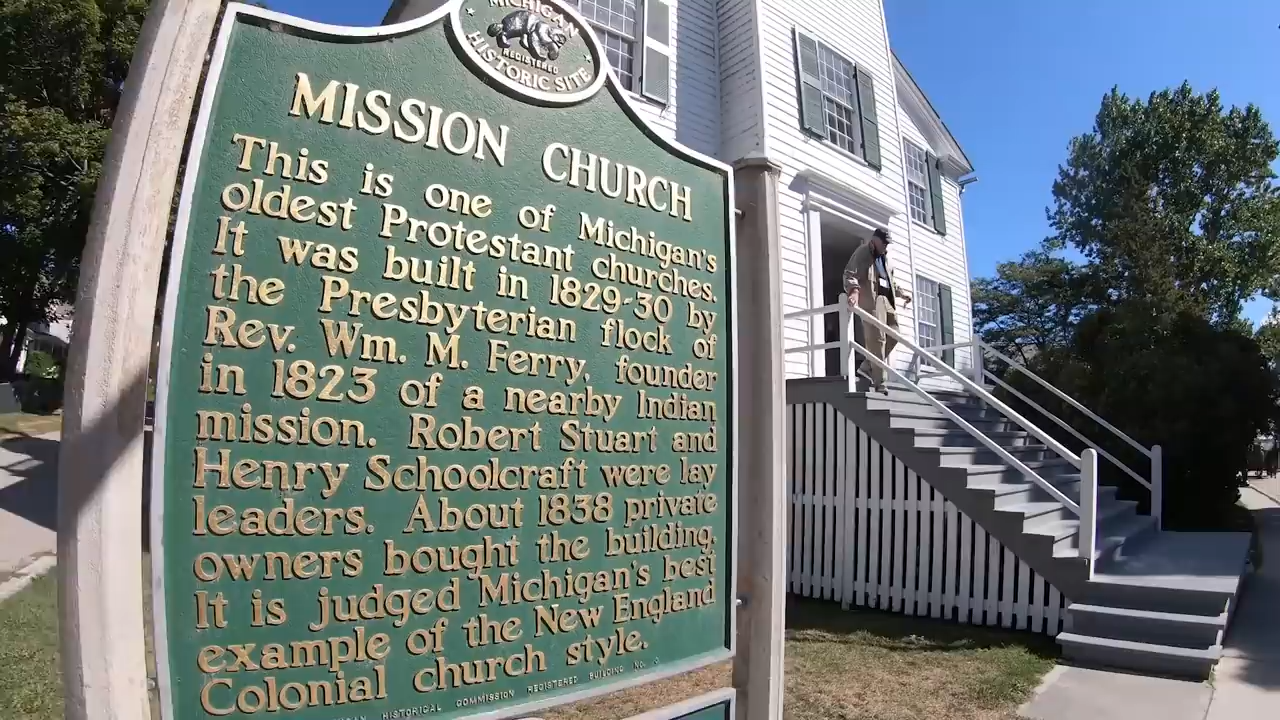 MICHIGAN
REGISTERED
HISTORIC SITE
MISSION CHURCH
This is one of Michigan's
oldest Protestant churches.
It was built in 1829-30 by
the Presbyterian flock of
Rev. Wm. M. Ferry, founder
in 1823 of a nearby Indian
mission. Robert Stuart and
Henry Schoolcraft were lay
leaders. About 1838 private
owners bought the building.
It is judged Michigan's best
example of the New England
Colonial church style.
HISTORICAL COMMISSION REGISTERED BUILDING NO.